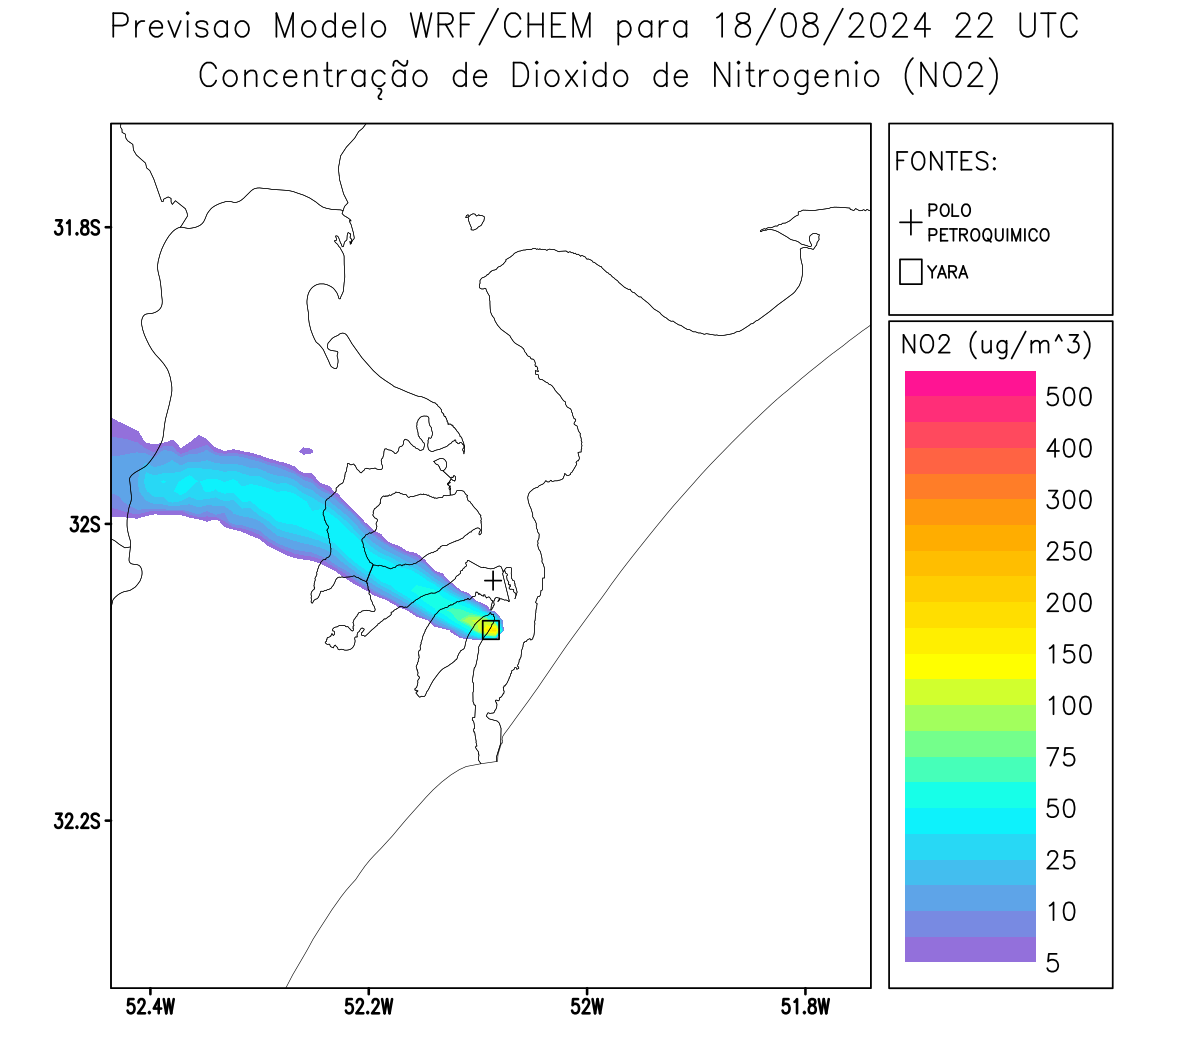 Previsao Modelo WRF/CHEM para 18/08/2024 22 UTC
Concentração de Dioxido de Nitrogenio (NO2)
FONTES:
POLO
PETROQUIMICO
YARA
31.8S
32S
32.2S
52.4W
52.2W
52W
51.8W
NO2 (ug/m^3)
500
400
300
250
200
150
100
75
50
25
10
5